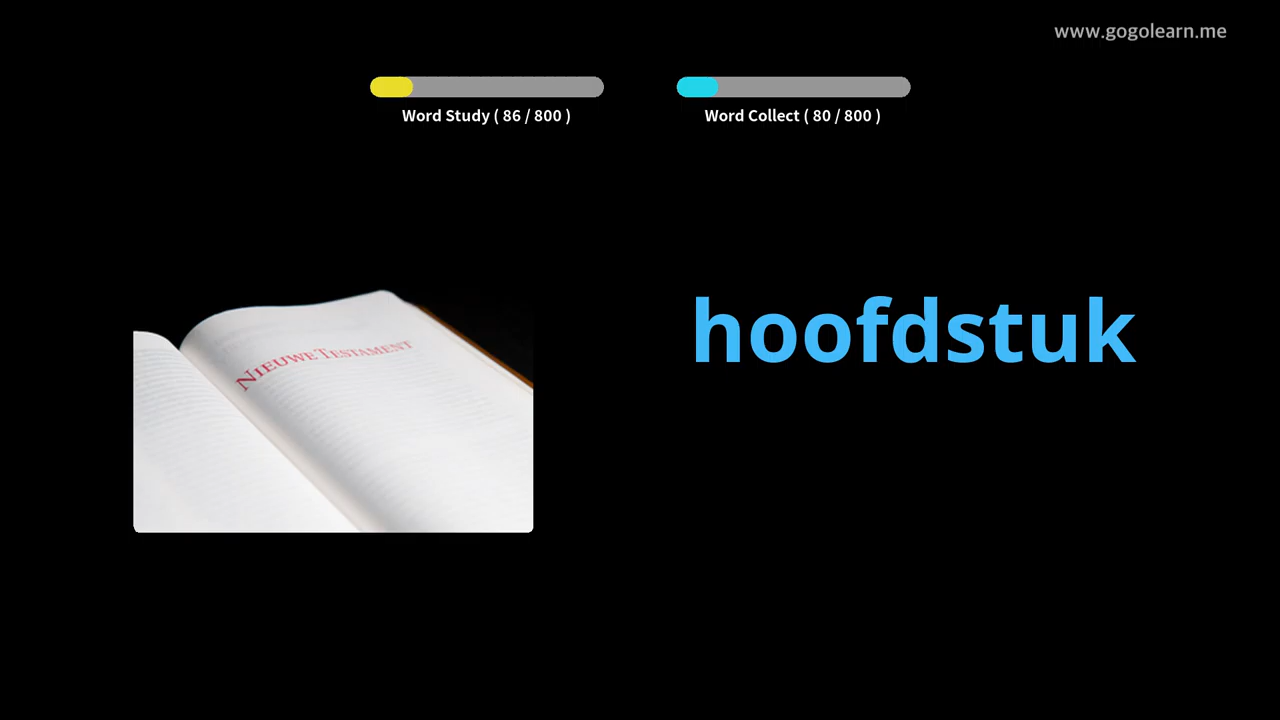 www.gogolearn.me
Word Study ( 86 / 800 )
Word Collect ( 80 / 800 )
hoofdstuk
NIEUWE TESTAMENT